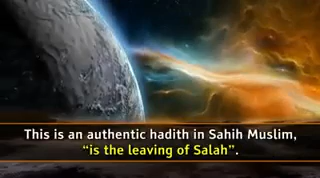 This is an authentic hadith in Sahih Muslim,
“is the leaving of Salah”.